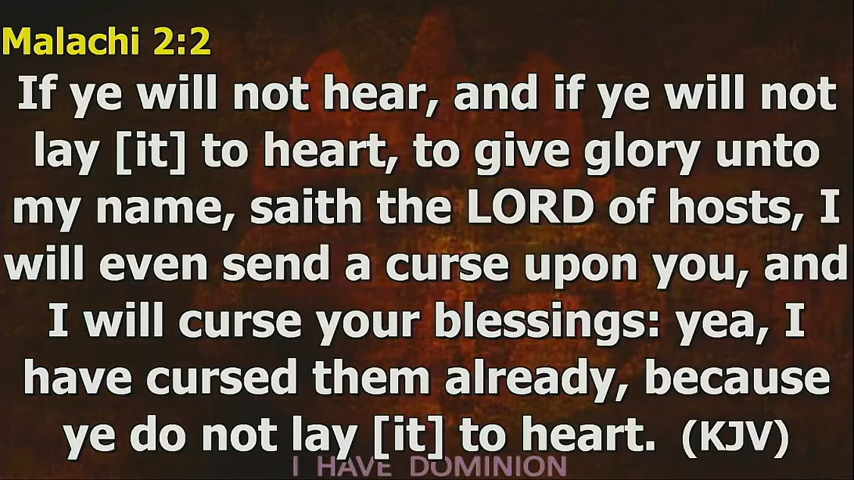 Malachi 2:2
If ye will not hear, and if ye will not
lay [it] to heart, to give glory unto
my name, saith the LORD of hosts, I
will even send a curse upon you, and
I will curse your blessings: yea, I
have cursed them already, because
ye do not lay [it] to heart. (KJV)
I HAVE DOMINION